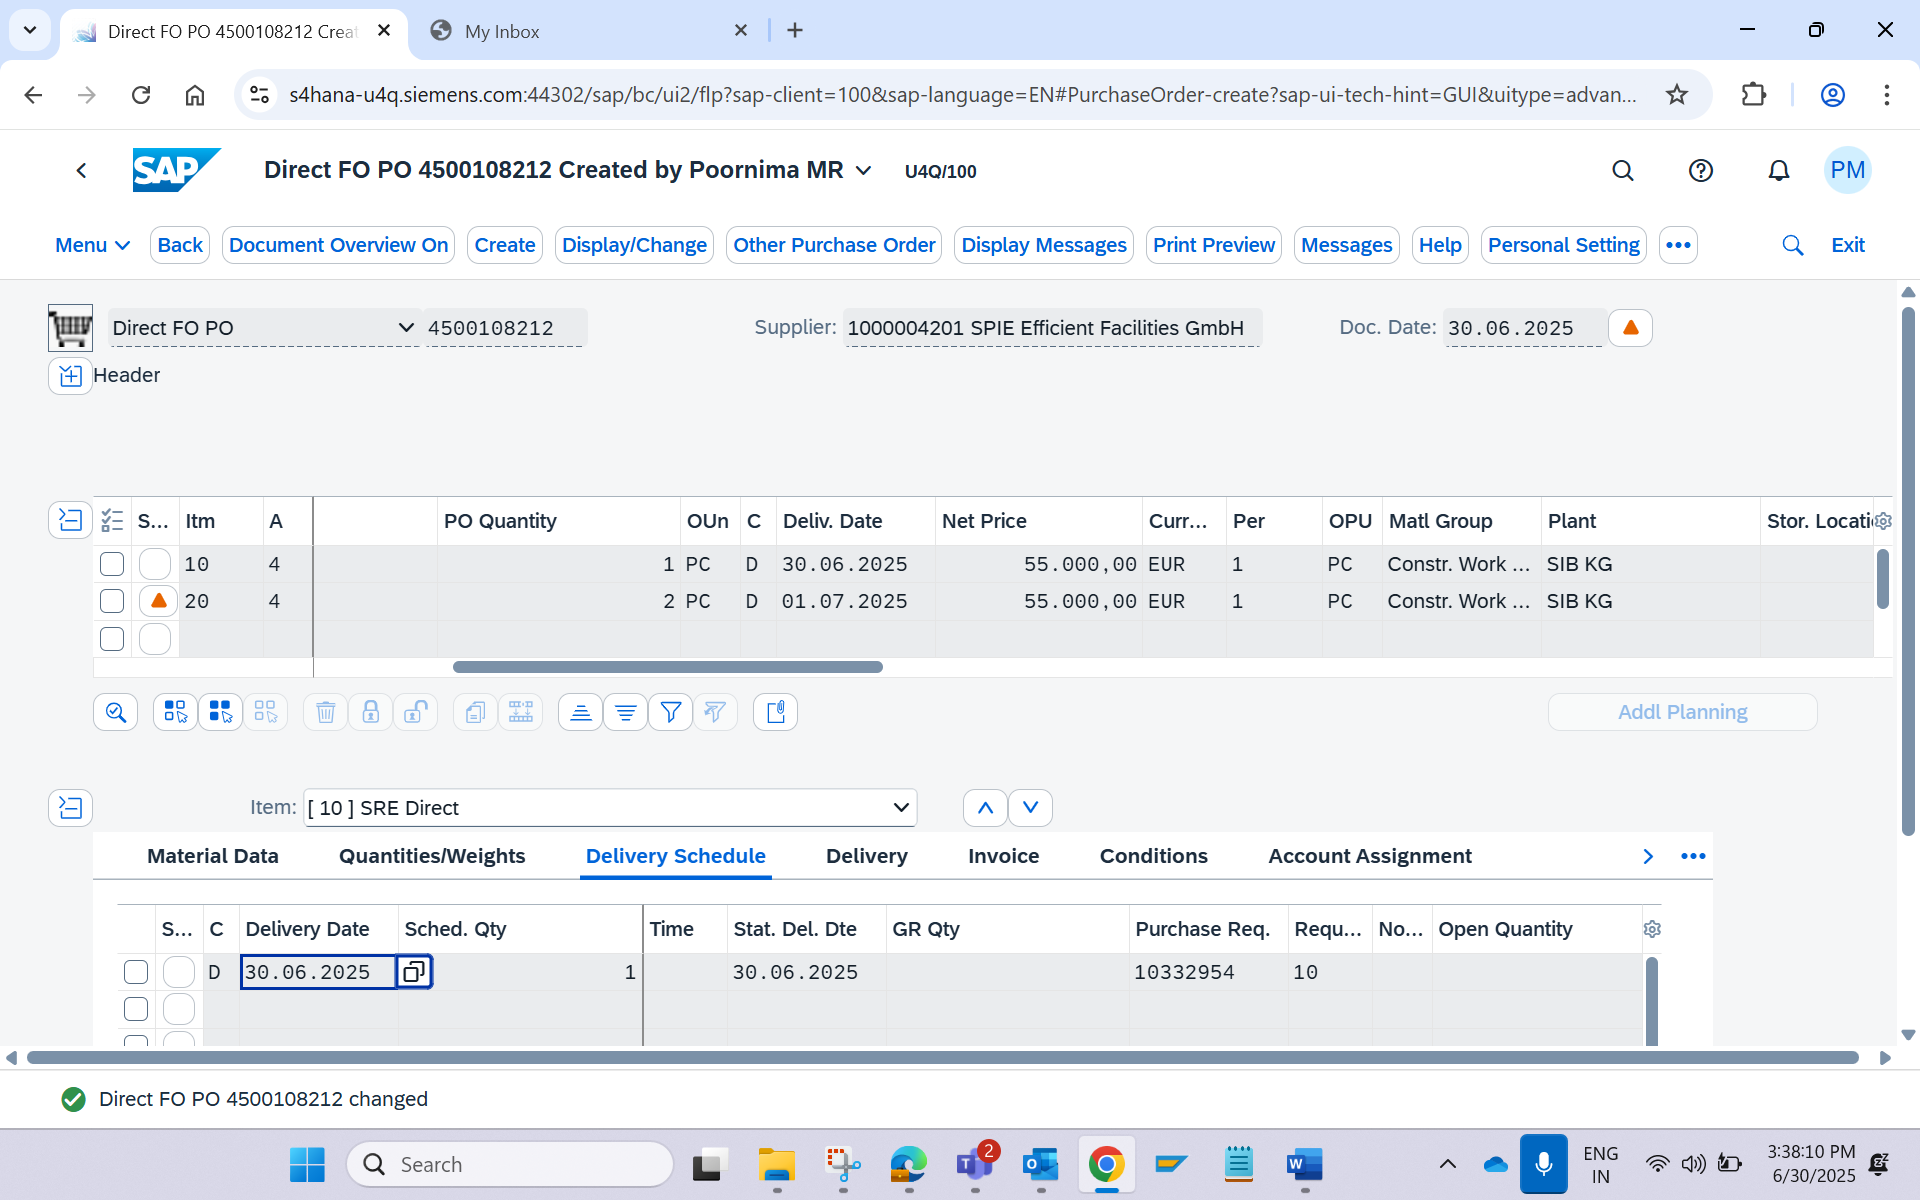 Direct FO PO 4500108212 Crea
My Inbox
s4hana-u4q.siemens.com:44302/sap/bc/ui2/flp?sap-client=100&sap-language=EN#PurchaseOrder-create?sap-ui-tech-hint=GUI&uitype=advan...
SAP
Direct FO PO 4500108212 Created by Poornima MR
U4Q/100
PM
Menu
Back
Document Overview On
Create
Display/Change
Other Purchase Order
Display Messages
Print Preview
Messages
Help
Personal Setting
Exit
Direct FO PO
4500108212
Supplier:
1000004201 SPIE Efficient Facilities GmbH
Doc. Date:
30.06.2025
Header
S... Itm A PO Quantity OUn C Deliv. Date Net Price Curr... Per OPU Matl Group Plant Stor. Locati
10 4 1 PC D 30.06.2025 55.000,00 EUR 1 PC Constr. Work ... SIB KG
20 4 2 PC D 01.07.2025 55.000,00 EUR 1 PC Constr. Work ... SIB KG
Addl Planning
Item:
[ 10 ] SRE Direct
Material Data
Quantities/Weights
Delivery Schedule
Delivery
Invoice
Conditions
Account Assignment
S... C Delivery Date Sched. Qty Time Stat. Del. Dte GR Qty Purchase Req. Requ... No... Open Quantity
D 30.06.2025 1 30.06.2025 10332954 10
Direct FO PO 4500108212 changed
Search
2
ENG
IN
3:38:10 PM
6/30/2025